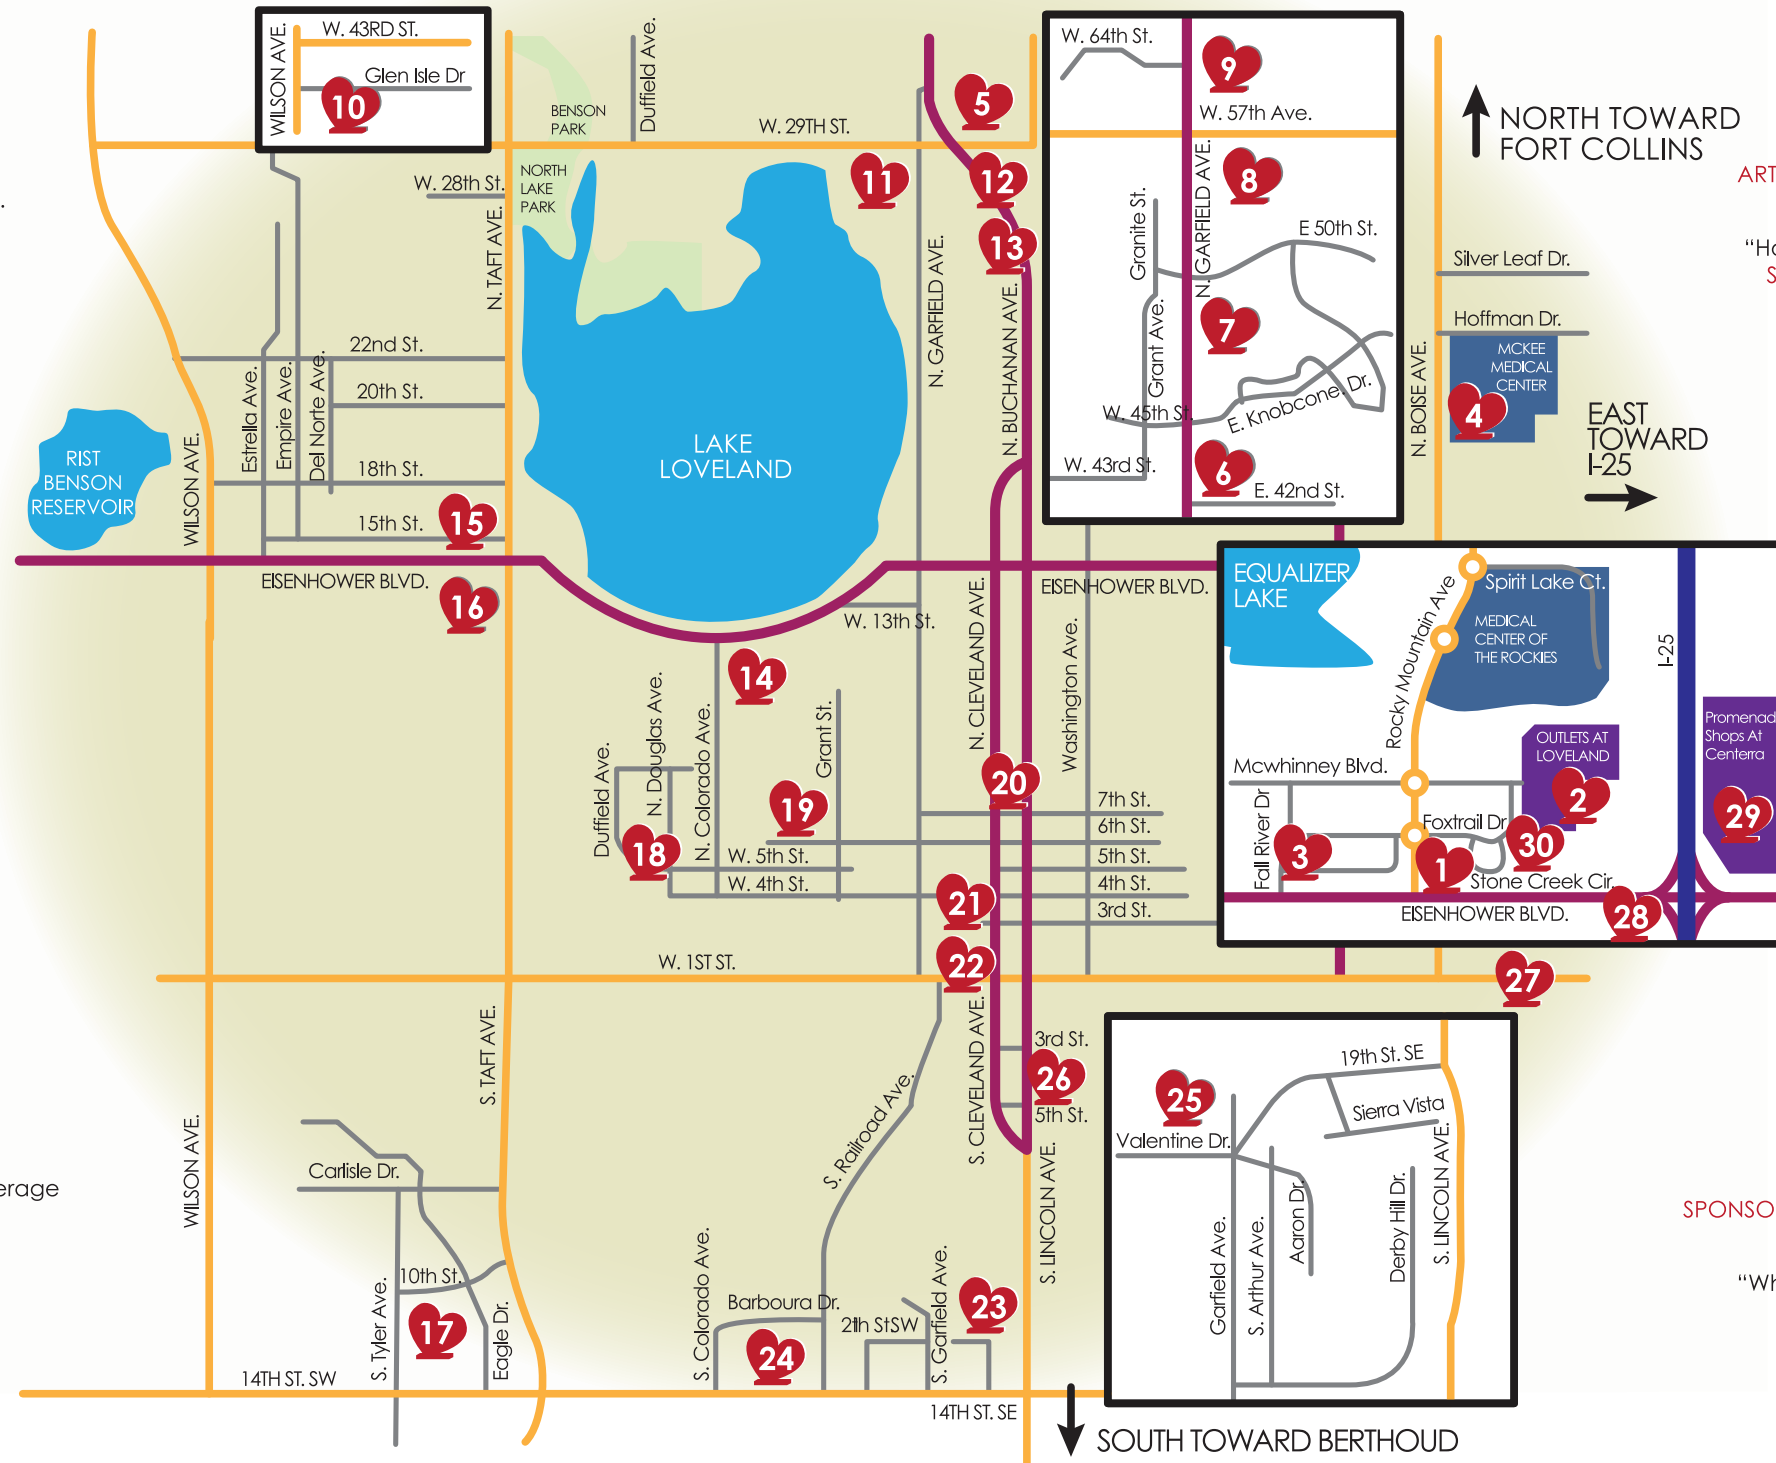 W. 43RD ST.
WILSON AVE.
Glen Isle Dr
10
BENSON
PARK
Duffield Ave.
W. 29TH ST.
5
W. 28th St.
NORTH
LAKE
PARK
N. TAFT AVE.
11
12
13
N. GARFIELD AVE.
N. BUCHANAN AVE.
W. 64th St.
9
W. 57th Ave.
8
N. GARFIELD AVE.
Granite St.
E 50th St.
7
Grant Ave.
W. 45th St.
E. Knobcone Dr.
6
W. 43rd St.
E. 42nd St.
NORTH TOWARD
FORT COLLINS
ART
.
"Ho
S
Silver Leaf Dr.
Hoffman Dr.
MCKEE
MEDICAL
CENTER
4
N. BOISE AVE.
EAST
TOWARD
I-25
22nd St.
20th St.
18th St.
15th St.
Estrella Ave.
Empire Ave.
Del Norte Ave.
WILSON AVE.
RIST
BENSON
RESERVOIR
LAKE
LOVELAND
15
EISENHOWER BLVD.
16
EISENHOWER BLVD.
W. 13th St.
N. CLEVELAND AVE.
Washington Ave.
14
Duffield Ave.
N. Douglas Ave.
N. Colorado Ave.
Grant St.
18
19
20
7th St.
6th St.
W. 5th St.
5th St.
W. 4th St.
4th St.
3rd St.
21
22
W. 1ST ST.
EQUALIZER
LAKE
Rocky Mountain Ave
Spirit Lake Ct.
MEDICAL
CENTER OF
THE ROCKIES
I-25
OUTLETS AT
LOVELAND
2
Promenad
Shops At
Centerra
29
Mcwhinney Blvd.
Fall River Dr
Foxtrail Dr
30
3
1
Stone Creek Cir.
EISENHOWER BLVD.
28
27
S. TAFT AVE.
S. CLEVELAND AVE.
3rd St.
26
5th St.
S. Railroad Ave.
S. LINCOLN AVE.
WILSON AVE.
Carlisle Dr.
10th St.
17
S. Tyler Ave.
Eagle Dr.
14TH ST. SW
S. Colorado Ave.
Barboura Dr.
24
2th StSW
S. Garfield Ave.
23
14TH ST. SE
25
19th St. SE
Sierra Vista
Valentine Dr.
Garfield Ave.
S. Arthur Ave.
Aaron Dr.
Derby Hill Dr.
S. LINCOLN AVE.
SOUTH TOWARD BERTHOUD
erage
SPONSO
"Wh